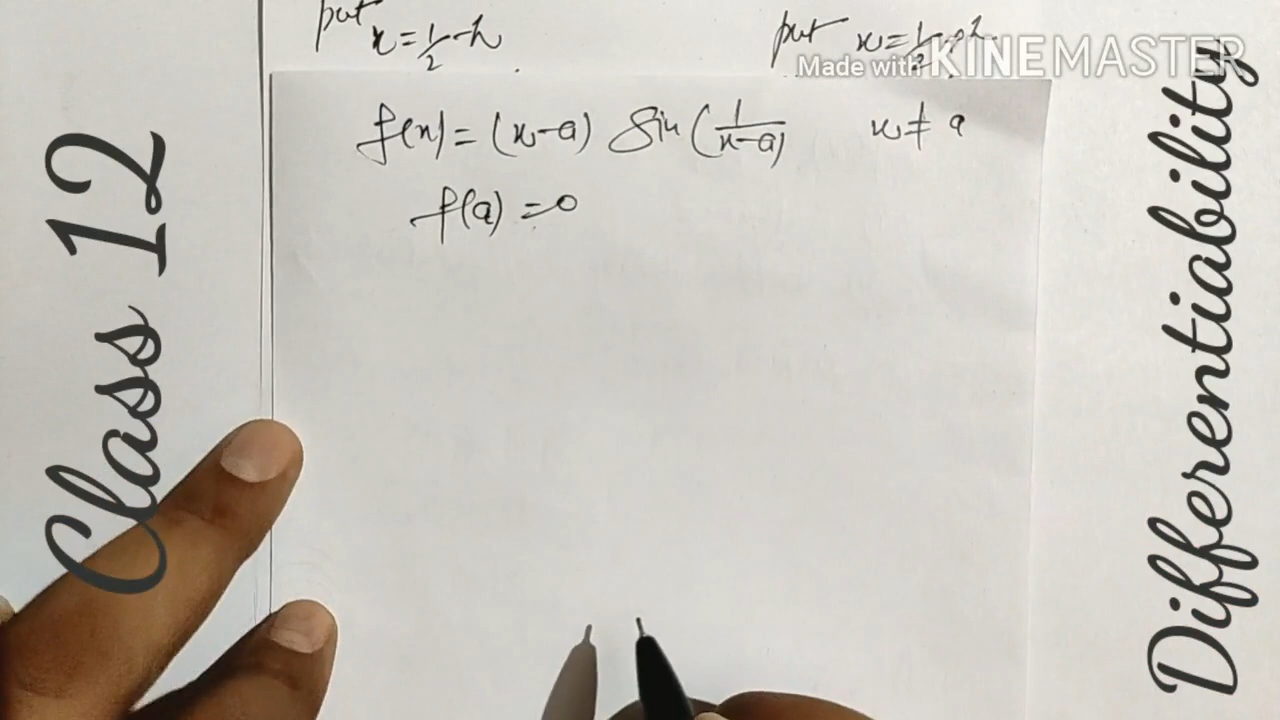 put
x = 1/2 - h
put x = 1/2 + h
Made with KINEMASTER
f(x) = (x-a) Sin (1/(x-a)) x ≠ a
f(a) = 0
Class 12
Differentiability